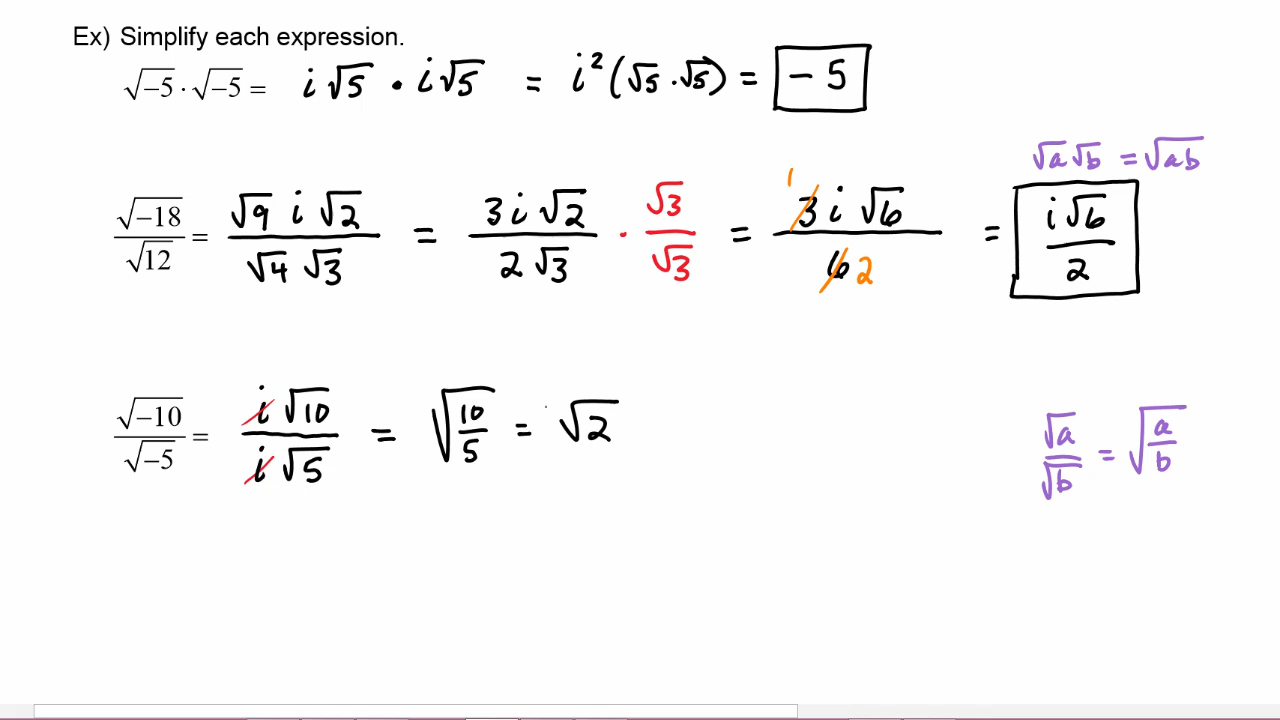 Ex) Simplify each expression.
√-5 · √-5 = i√5 · i√5 = i²(√5 · √5) = -5
√a√b = √ab
√-18/√12 = √9 i √2/√4 √3 = 3i√2/2√3 · √3/√3 = 1 3i√6/6 2 = i√6/2
√-10/√-5 = i√10/i√5 = √10/5 = √2
√a/√b = √a/b